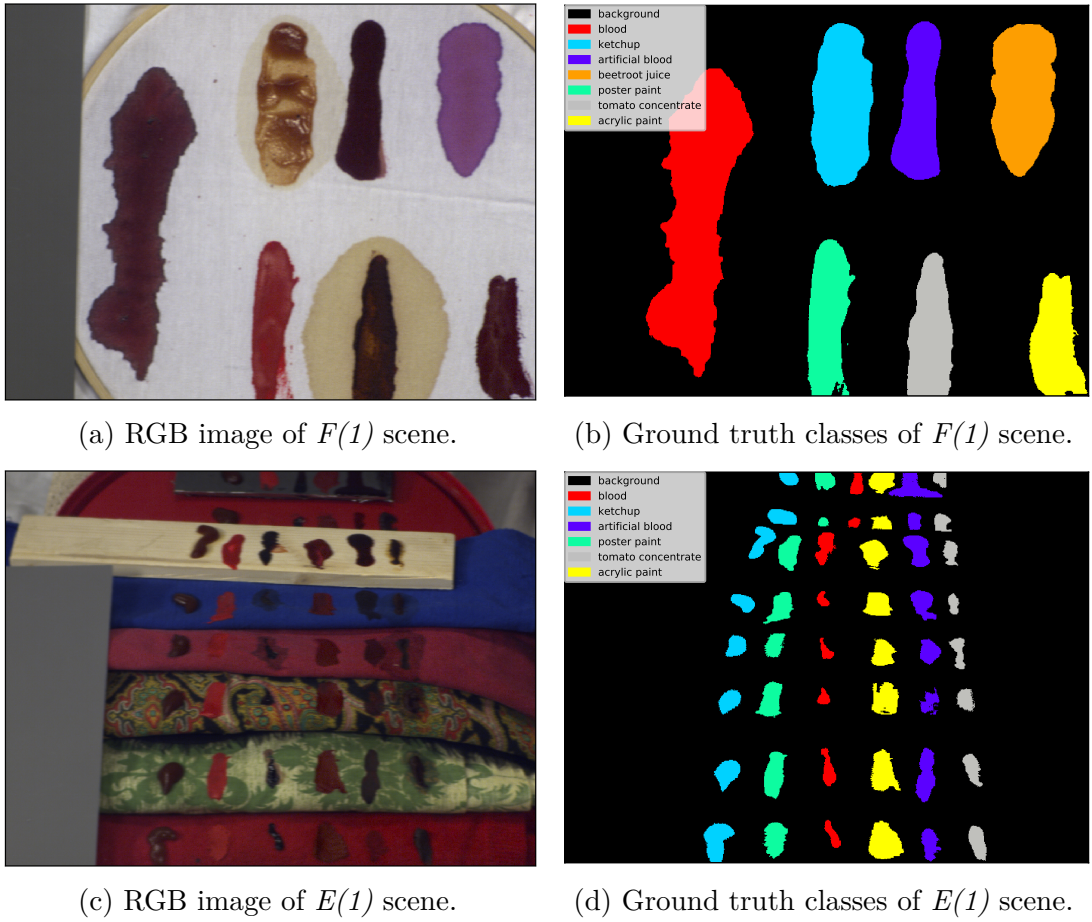 background
blood
ketchup
artificial blood
beetroot juice
poster paint
tomato concentrate
acrylic paint
(a) RGB image of F(1) scene.
(b) Ground truth classes of F(1) scene.
background
blood
ketchup
artificial blood
poster paint
tomato concentrate
acrylic paint
(c) RGB image of E(1) scene.
(d) Ground truth classes of E(1) scene.